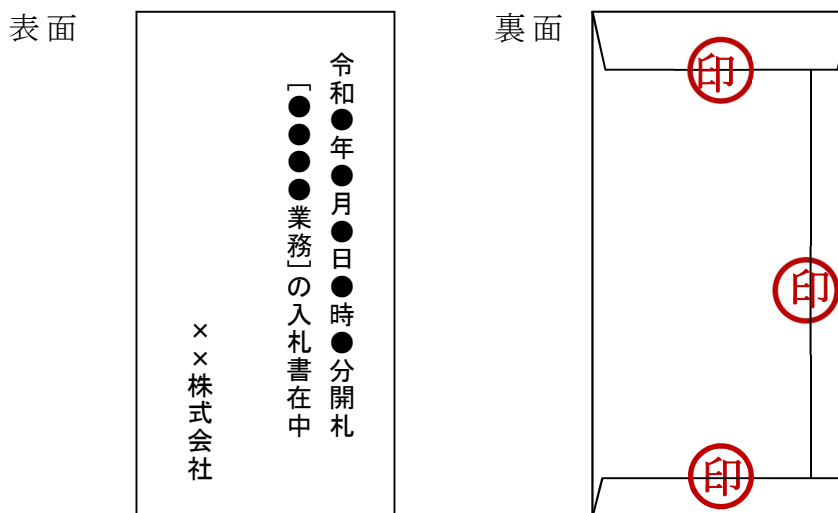 表面
令和●年●月●日●時●分開札
［●●●●業務］の入札書在中
××株式会社
裏面
印
印
印